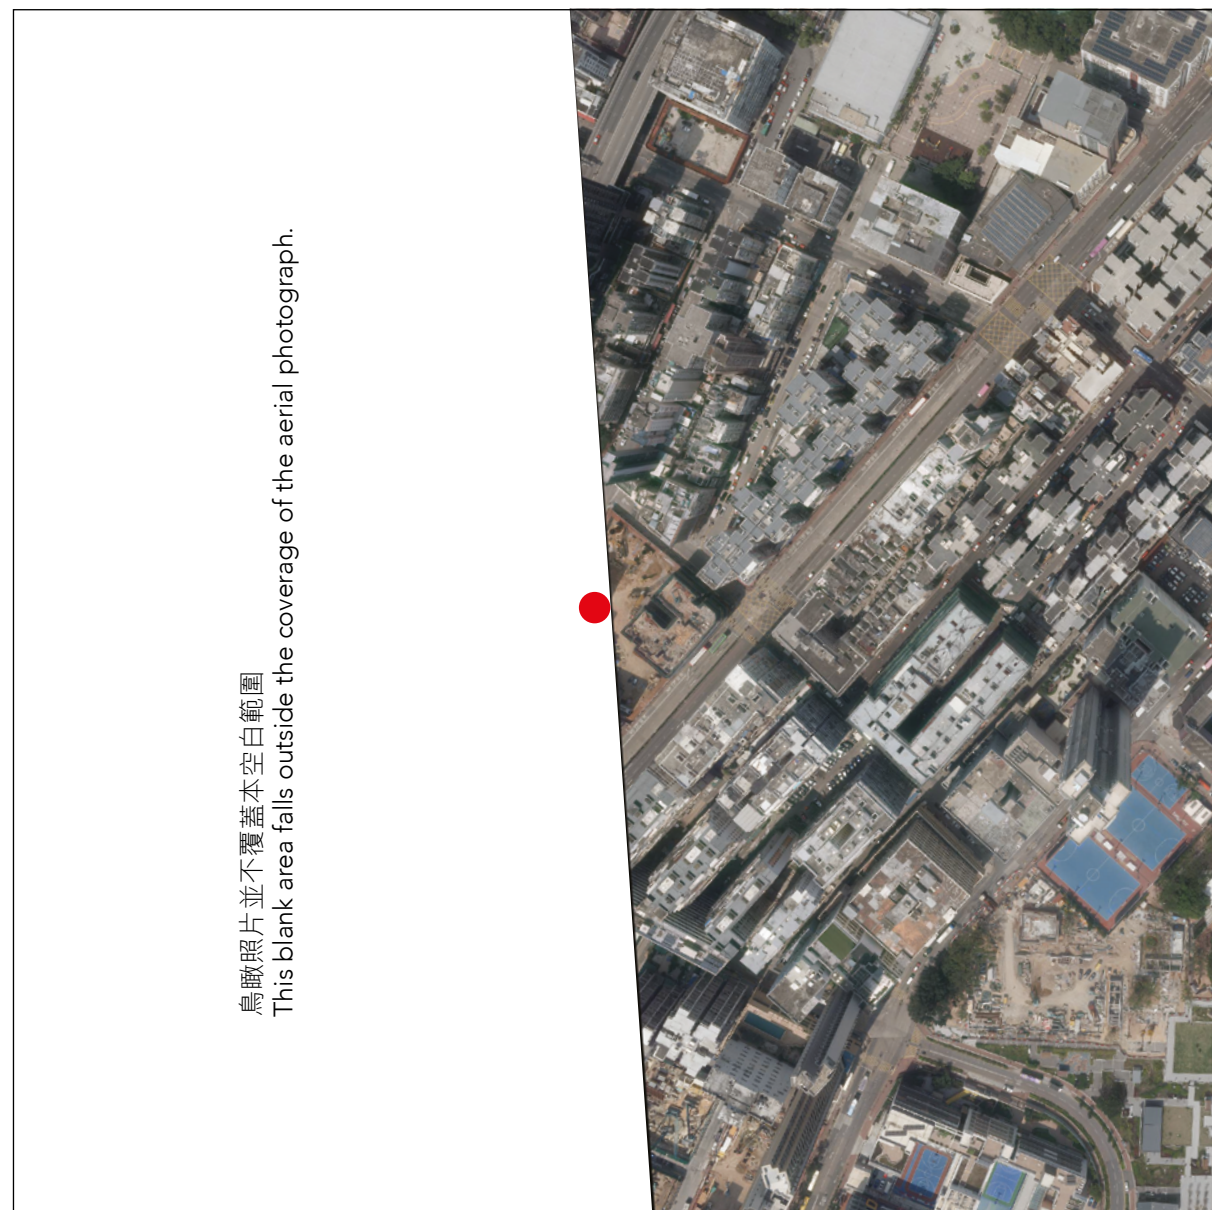 鳥瞰照片並不覆蓋本空白範圍
This blank area falls outside the coverage of the aerial photograph.